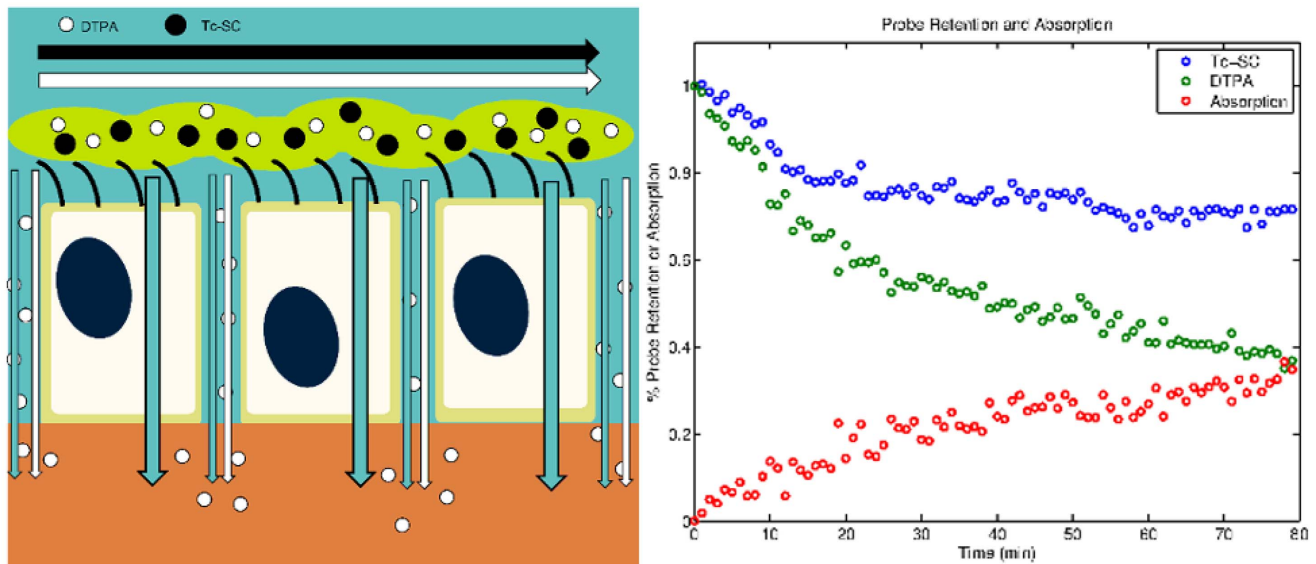 DTPA
Tc-SC
Probe Retention and Absorption
Tc-SC
DTPA
Absorption
% Probe Retention or Absorption
1
0.8
0.6
0.4
0.2
0
0 10 20 30 40 50 60 70 80
Time (min)